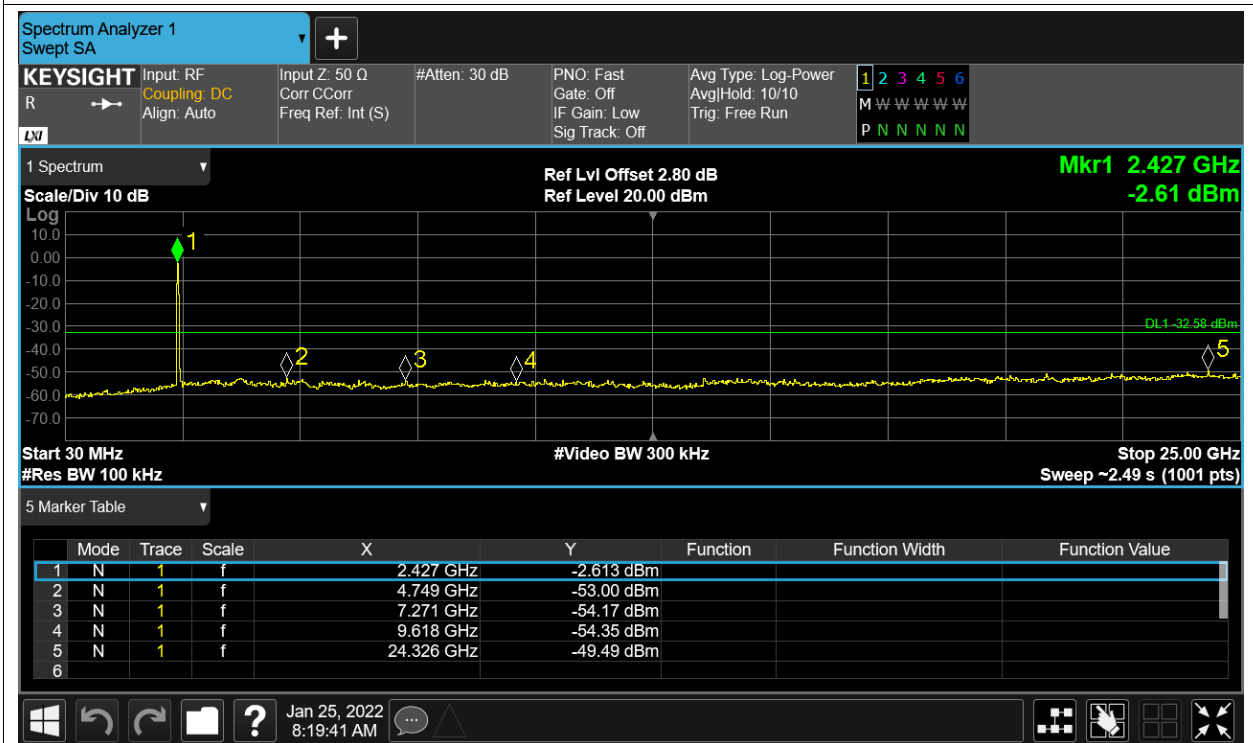 Spectrum Analyzer 1
Swept SA
+
KEYSIGHT Input: RF Input Z: 50 Ω #Atten: 30 dB PNO: Fast Avg Type: Log-Power 1 2 3 4 5 6
R Coupling: DC Corr CCorr Gate: Off Avg|Hold: 10/10 M W W W W W W
Align: Auto Freq Ref: Int (S) IF Gain: Low Trig: Free Run
LXI Sig Track: Off P N N N N N N
1 Spectrum Ref Lvl Offset 2.80 dB Mkr1 2.427 GHz
Scale/Div 10 dB Ref Level 20.00 dBm -2.61 dBm
Log
10.0 1
0.00
-10.0
-20.0
-30.0 DL1 -32.58 dBm
-40.0 2 3 4 5
-50.0
-60.0
-70.0
Start 30 MHz #Video BW 300 kHz Stop 25.00 GHz
#Res BW 100 kHz Sweep ~2.49 s (1001 pts)
5 Marker Table
Mode Trace Scale X Y Function Function Width Function Value
1 N 1 f 2.427 GHz -2.613 dBm
2 N 1 f 4.749 GHz -53.00 dBm
3 N 1 f 7.271 GHz -54.17 dBm
4 N 1 f 9.618 GHz -54.35 dBm
5 N 1 f 24.326 GHz -49.49 dBm
6
? Jan 25, 2022
8:19:41 AM